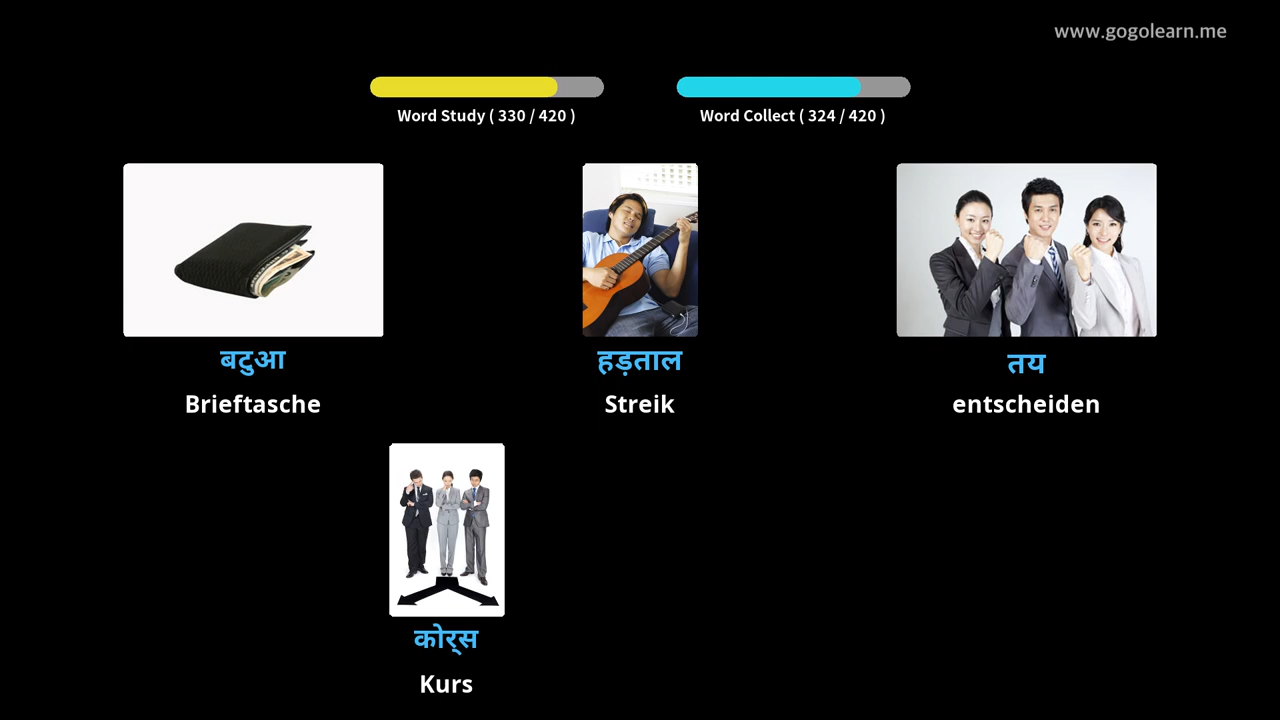 www.gogolearn.me
Word Study ( 330 / 420 )
Word Collect ( 324 / 420 )
बटुआ
हड़ताल
तय
Brieftasche
Streik
entscheiden
कोर्स
Kurs